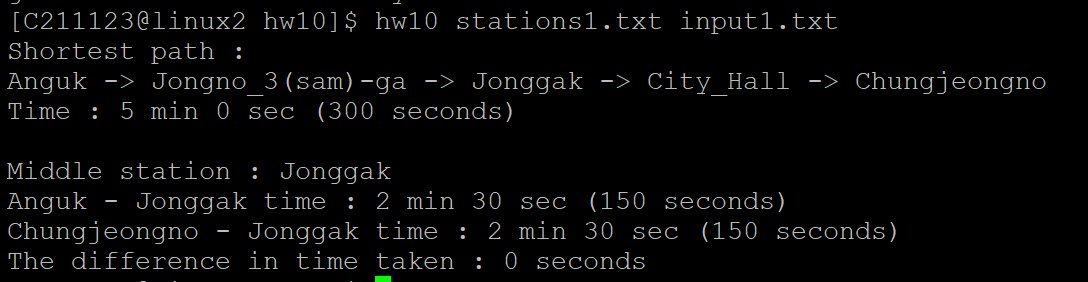 [C211123@linux2 hw10]$ hw10 stations1.txt input1.txt
Shortest path :
Anguk -> Jongno_3(sam)-ga -> Jonggak -> City_Hall -> Chungjeongno
Time : 5 min 0 sec (300 seconds)
Middle station : Jonggak
Anguk - Jonggak time : 2 min 30 sec (150 seconds)
Chungjeongno - Jonggak time : 2 min 30 sec (150 seconds)
The difference in time taken : 0 seconds